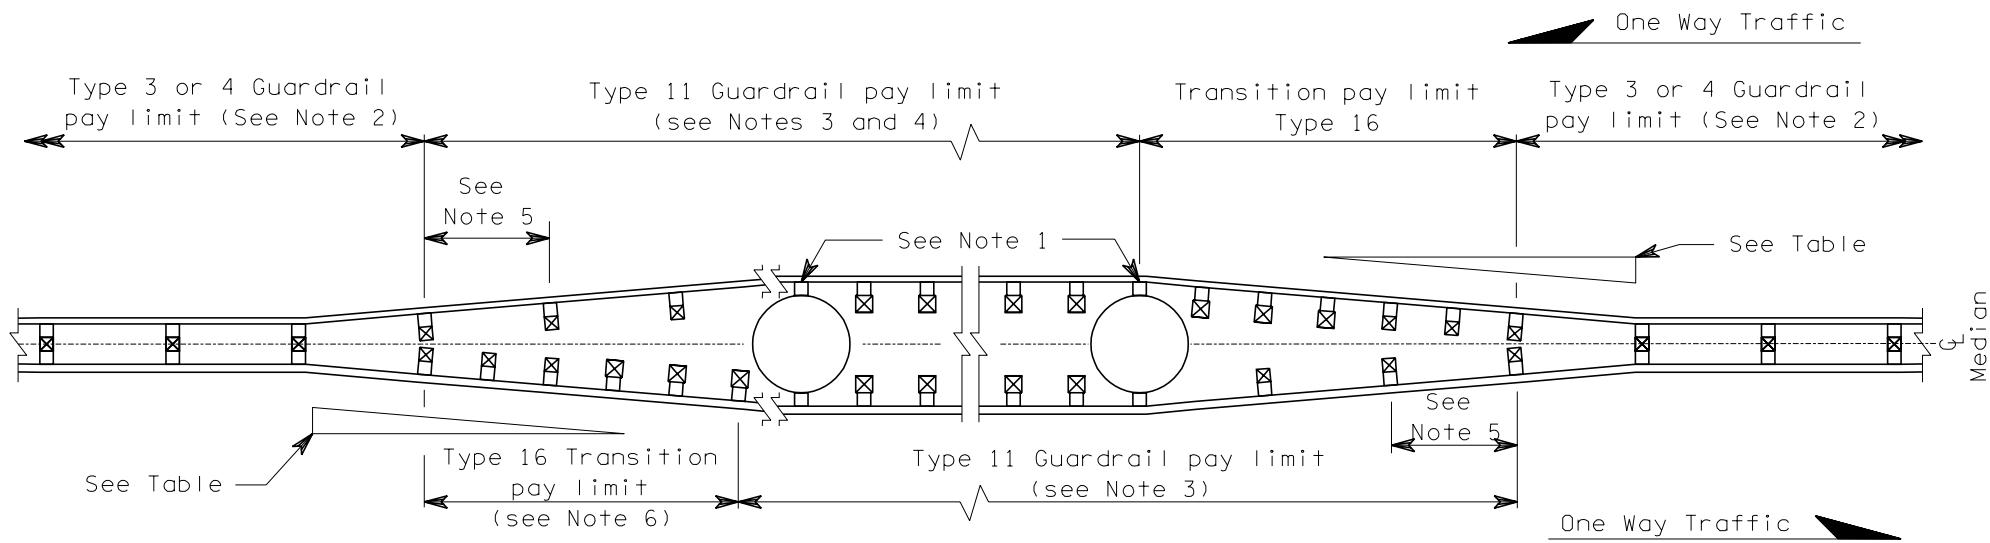 One Way Traffic
Type 3 or 4 Guardrail
pay limit (See Note 2)
Type 11 Guardrail pay limit
(see Notes 3 and 4)
Transition pay limit
Type 16
Type 3 or 4 Guardrail
pay limit (See Note 2)
See
Note 5
See Note 1
See Table
℄
Median
See Table
Type 16 Transition
pay limit
(see Note 6)
Type 11 Guardrail pay limit
(see Note 3)
See
Note 5
One Way Traffic